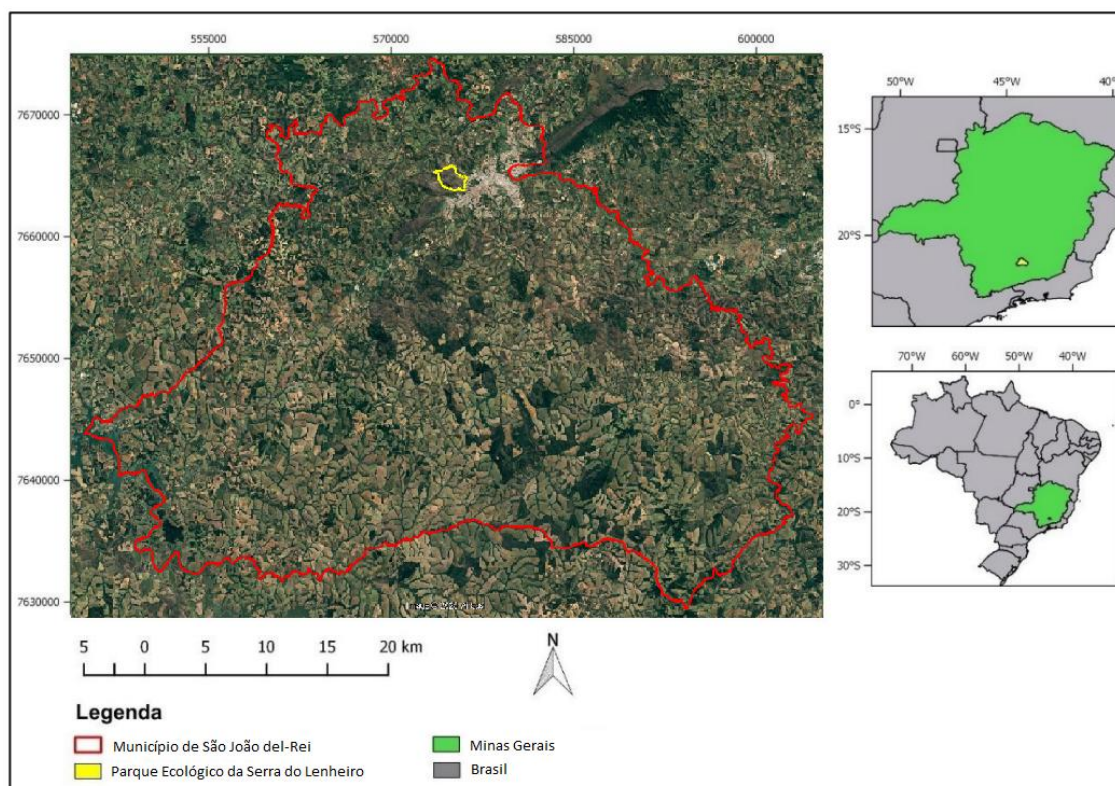 555000 570000 585000 600000
7670000
7660000
7650000
7640000
7630000
50°W 45°W 40°
15°S
20°S
70°W 60°W 50°W 40°W
0°
10°S
20°S
30°S
5 0 5 10 15 20 km
N
Legenda
Município de São João del-Rei
Parque Ecológico da Serra do Lenheiro
Minas Gerais
Brasil